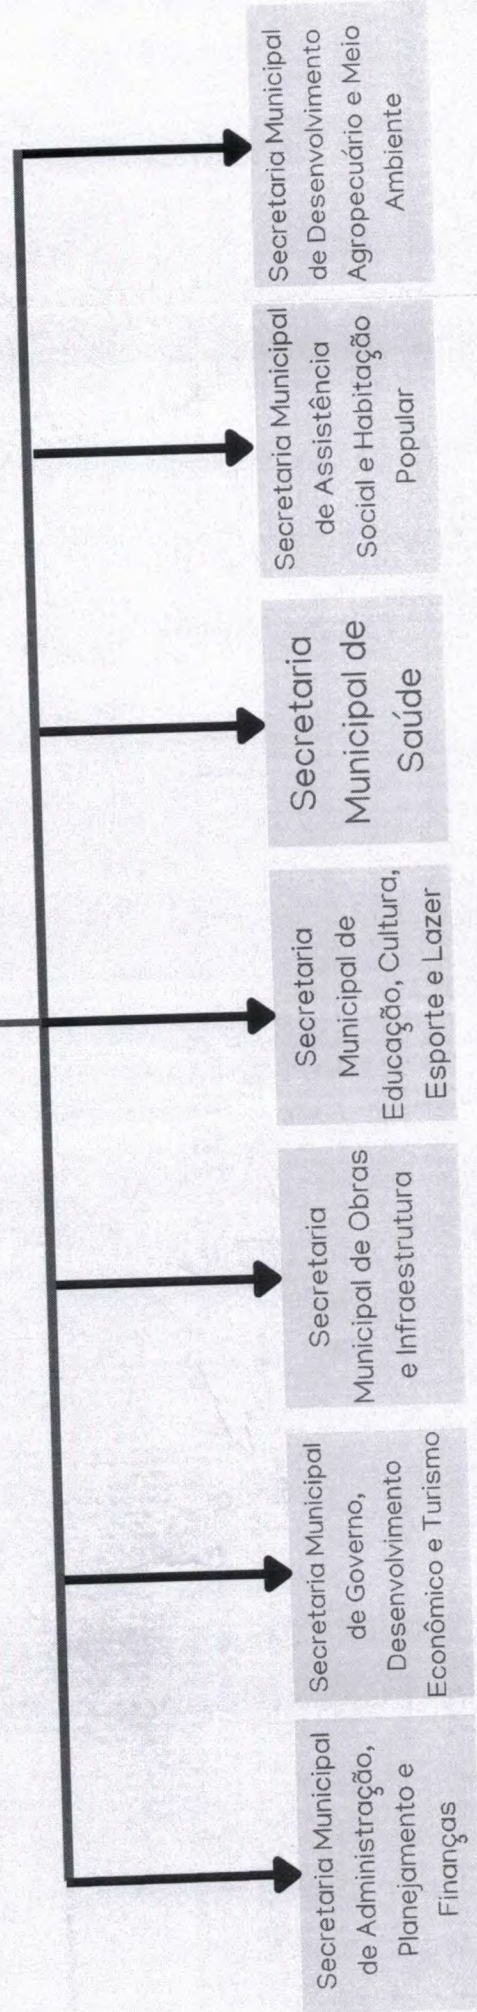 Secretaria Municipal
de Administração,
Planejamento e
Finanças
Secretaria Municipal
de Governo,
Desenvolvimento
Econômico e Turismo
Secretaria
Municipal de Obras
e Infraestrutura
Secretaria
Municipal de
Educação, Cultura,
Esporte e Lazer
Secretaria
Municipal de
Saúde
Secretaria Municipal
de Assistência
Social e Habitação
Popular
Secretaria Municipal
de Desenvolvimento
Agropecuário e Meio
Ambiente